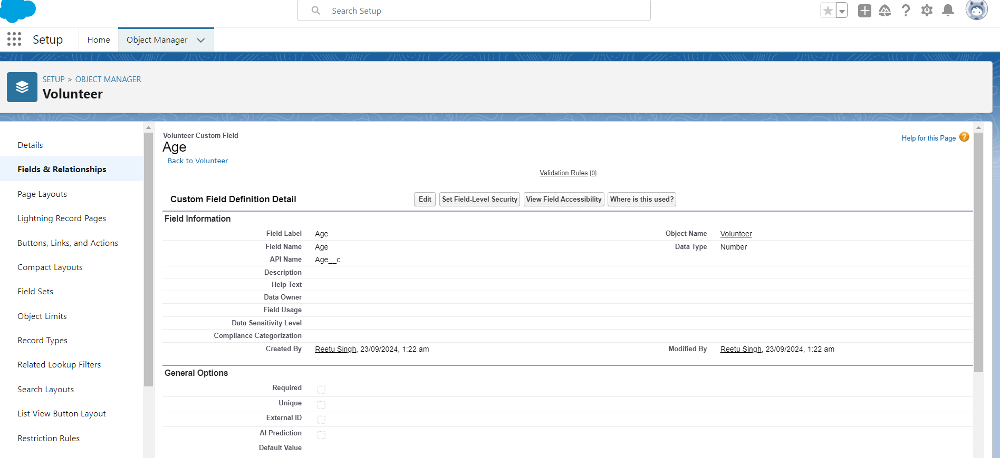 Search Setup
Setup
Home
Object Manager
SETUP > OBJECT MANAGER
Volunteer
Details
Fields & Relationships
Page Layouts
Lightning Record Pages
Buttons, Links, and Actions
Compact Layouts
Field Sets
Object Limits
Record Types
Related Lookup Filters
Search Layouts
List View Button Layout
Restriction Rules
Volunteer Custom Field
Age
Back to Volunteer
Help for this Page ?
Validation Rules [0]
Custom Field Definition Detail
Edit
Set Field-Level Security
View Field Accessibility
Where is this used?
Field Information
Field Label Age
Object Name Volunteer
Field Name Age
Data Type Number
API Name Age__c
Description
Help Text
Data Owner
Field Usage
Data Sensitivity Level
Compliance Categorization
Created By Reetu Singh, 23/09/2024, 1:22 am
Modified By Reetu Singh, 23/09/2024, 1:22 am
General Options
Required
Unique
External ID
AI Prediction
Default Value